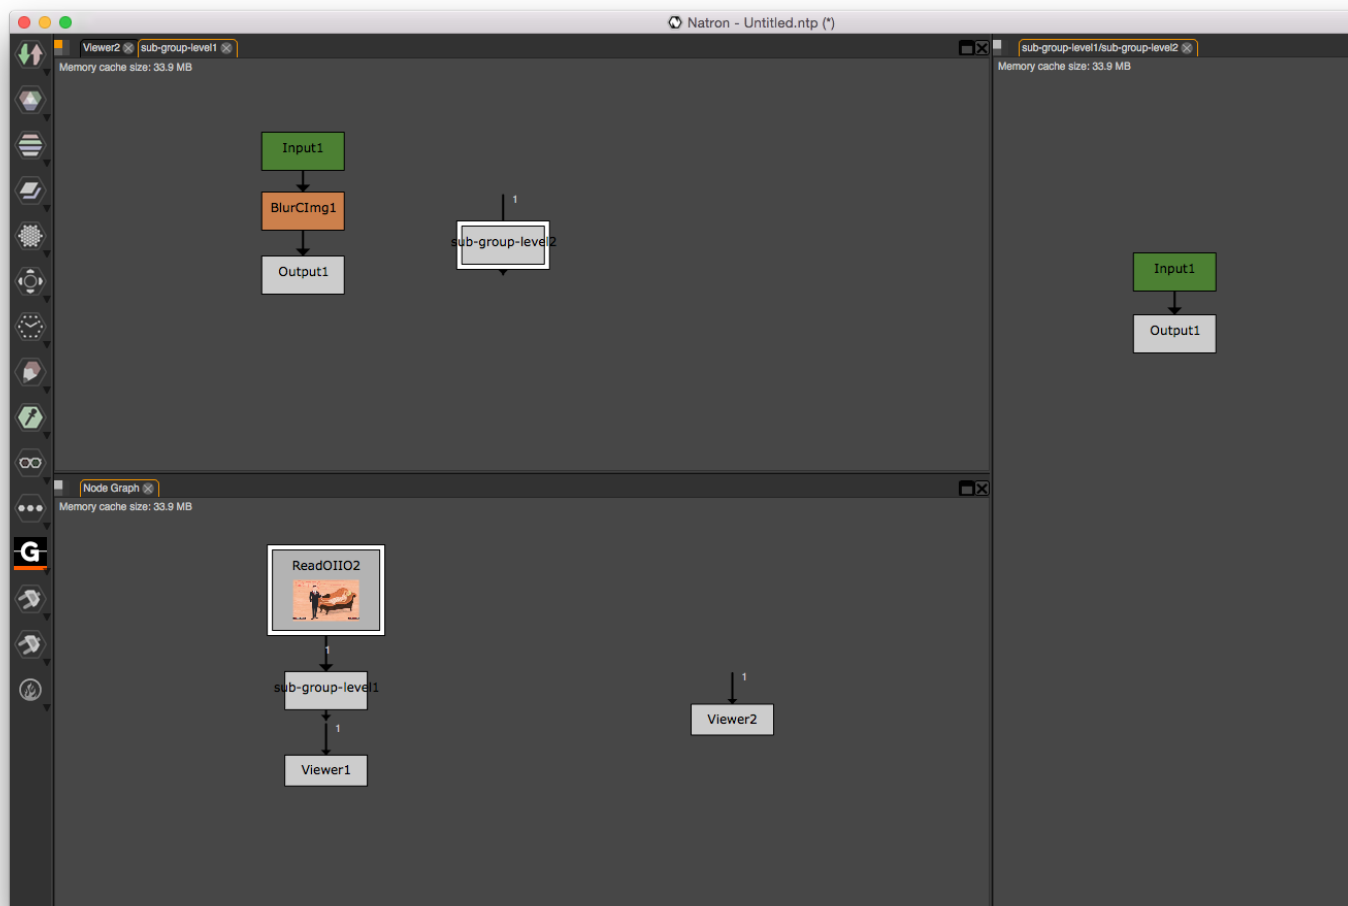 Natron - Untitled.ntp (*)
Viewer2
sub-group-level1
Memory cache size: 33.9 MB
Input1
BlurCImg1
Output1
1
sub-group-level2
sub-group-level1/sub-group-level2
Memory cache size: 33.9 MB
Input1
Output1
Node Graph
Memory cache size: 33.9 MB
ReadOIIO2
1
sub-group-level1
1
Viewer1
1
Viewer2
G